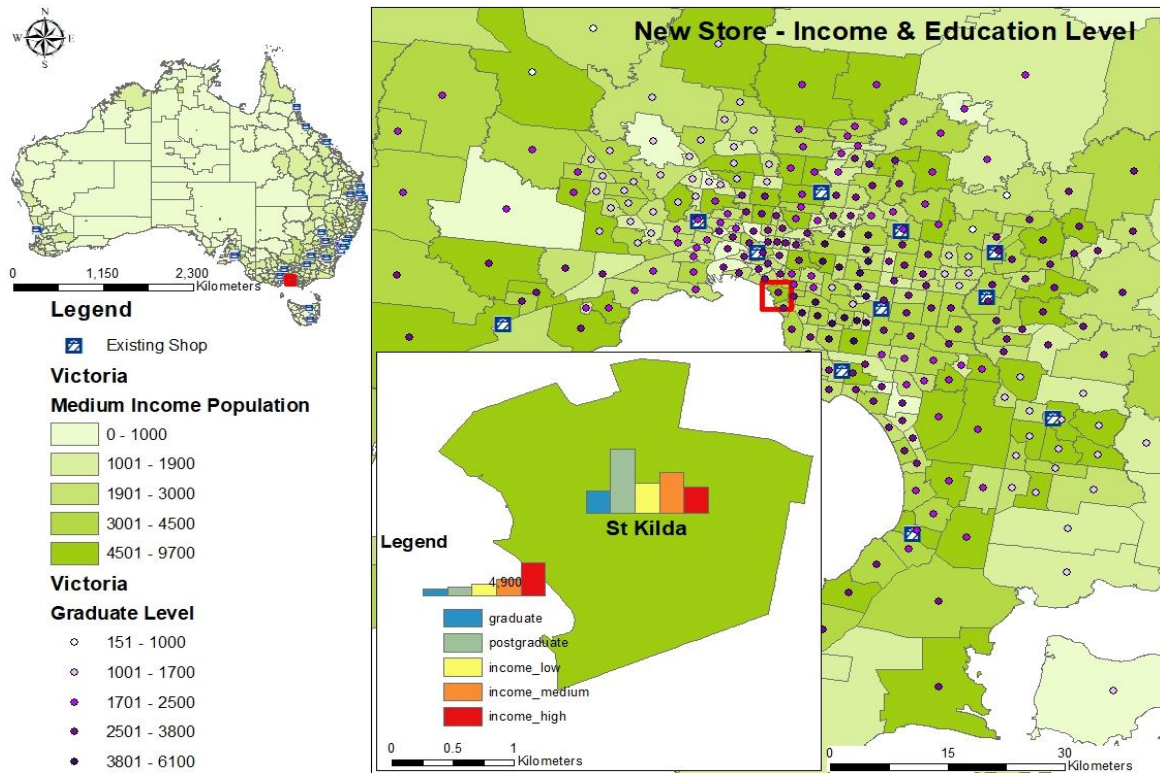 New Store - Income & Education Level
N
W
E
S
0 1,150 2,300
Kilometers
Legend
Existing Shop
Victoria
Medium Income Population
0 - 1000
1001 - 1900
1901 - 3000
3001 - 4500
4501 - 9700
Victoria
Graduate Level
151 - 1000
1001 - 1700
1701 - 2500
2501 - 3800
3801 - 6100
St Kilda
Legend
4,900
graduate
postgraduate
income_low
income_medium
income_high
0 0.5 1
Kilometers
0 15 30
Kilometers